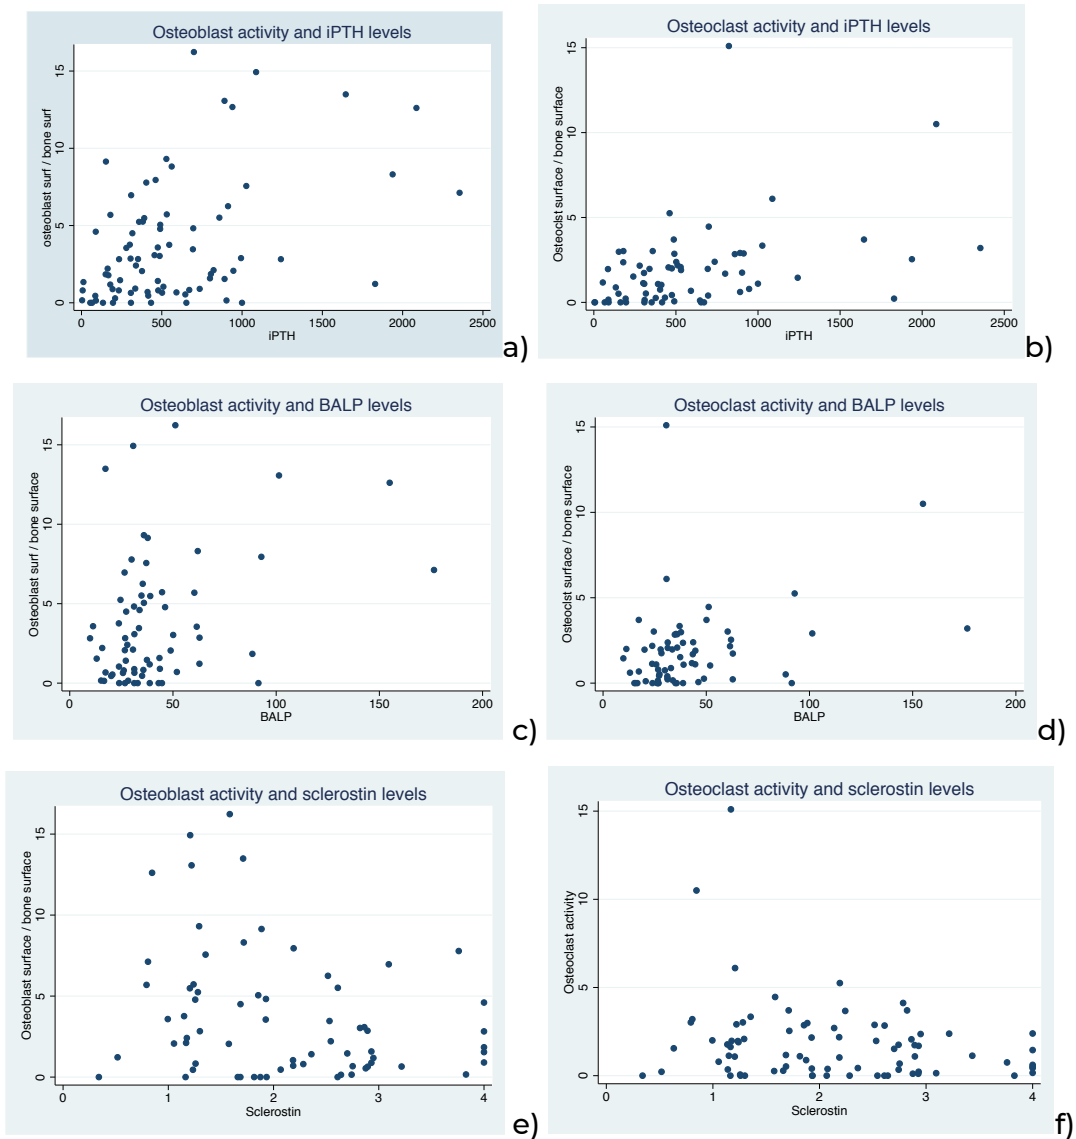 Osteoblast activity and iPTH levels
osteoblast surf / bone surf
15
10
5
0
0 500 1000 1500 2000 2500
iPTH
a)
Osteoclast activity and iPTH levels
Osteoclst surface / bone surface
15
10
5
0
0 500 1000 1500 2000 2500
iPTH
b)
Osteoblast activity and BALP levels
Osteoblast surf / bone surface
15
10
5
0
0 50 100 150 200
BALP
c)
Osteoclast activity and BALP levels
Osteoclst surface / bone surface
15
10
5
0
0 50 100 150 200
BALP
d)
Osteoblast activity and sclerostin levels
Osteoblast surface / bone surface
15
10
5
0
0 1 2 3 4
Sclerostin
e)
Osteoclast activity and sclerostin levels
Osteoclast activity
15
10
5
0
0 1 2 3 4
Sclerostin
f)